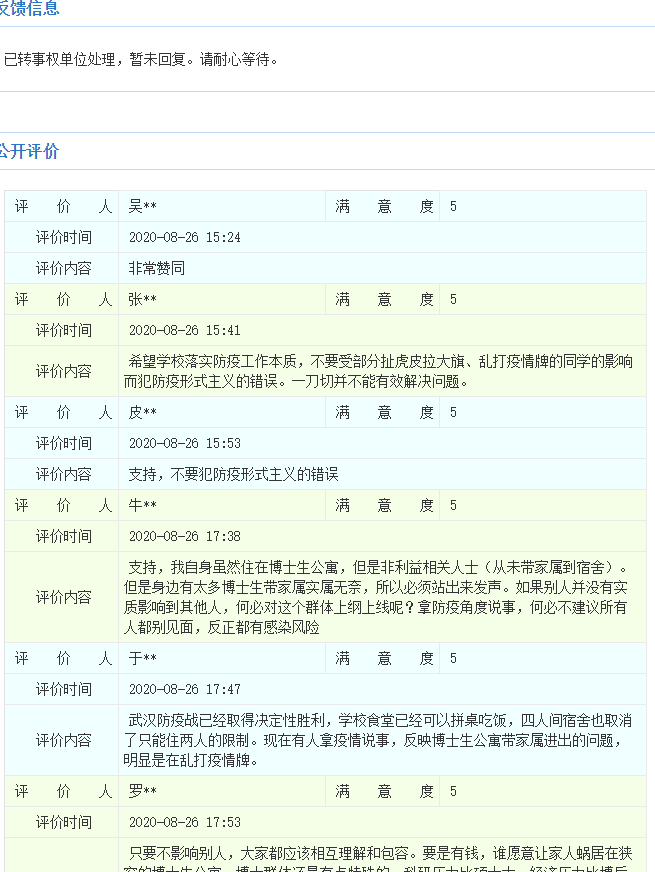 反馈信息
已转事权单位处理，暂未回复。请耐心等待。
公开评价
评价人 吴** 满意度 5
评价时间 2020-08-26 15:24
评价内容 非常赞同
评价人 张** 满意度 5
评价时间 2020-08-26 15:41
希望学校落实防疫工作本质，不要受部分扯虎皮拉大旗、乱打疫情牌的同学的影响
评价内容
而犯防疫形式主义的错误。一刀切并不能有效解决问题。
评价人 皮** 满意度 5
评价时间 2020-08-26 15:53
评价内容 支持，不要犯防疫形式主义的错误
评价人 牛** 满意度 5
评价时间 2020-08-26 17:38
支持，我自身虽然住在博士生公寓，但是非利益相关人士（从未带家属到宿舍）。
但是身边有太多博士生带家属实属无奈，所以必须站出来发声。如果别人并没有实
评价内容
质影响到其他人，何必对这个群体上纲上线呢？拿防疫角度说事，何必不建议所有
人都别见面，反正都有感染风险
评价人 于** 满意度 5
评价时间 2020-08-26 17:47
武汉防疫战已经取得决定性胜利，学校食堂已经可以拼桌吃饭，四人间宿舍也取消
评价内容 了只能住两人的限制。现在有人拿疫情说事，反映博士生公寓带家属进出的问题，
明显是在乱打疫情牌。
评价人 罗** 满意度 5
评价时间 2020-08-26 17:53
只要不影响别人，大家都应该相互理解和包容。要是有钱，谁愿意让家人蜗居在狭